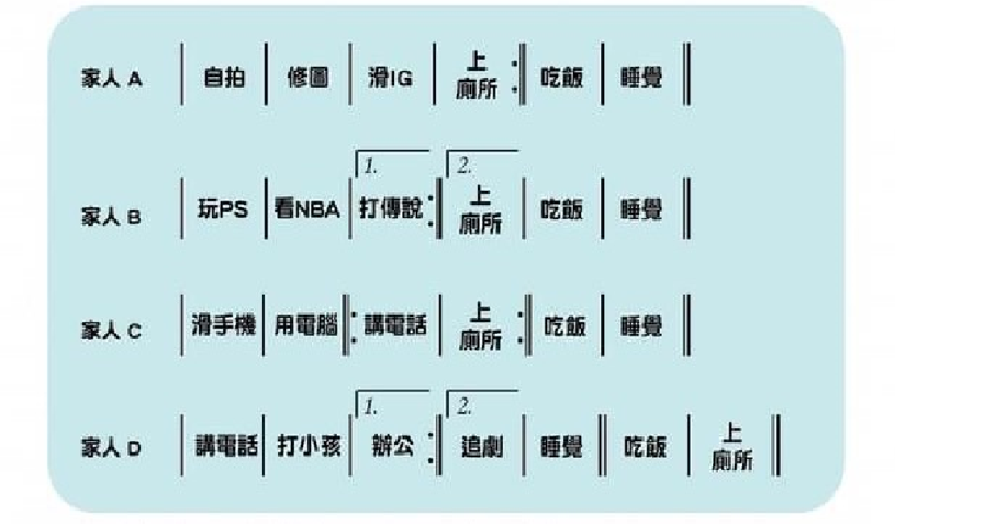 家人 A 自拍 修圖 滑IG 上廁所 吃飯 睡覺
1. 2.
家人 B 玩PS 看NBA 打傳說 上廁所 吃飯 睡覺
家人 C 滑手機 用電腦 講電話 上廁所 吃飯 睡覺
1. 2.
家人 D 講電話 打小孩 辦公 追劇 睡覺 吃飯 上廁所